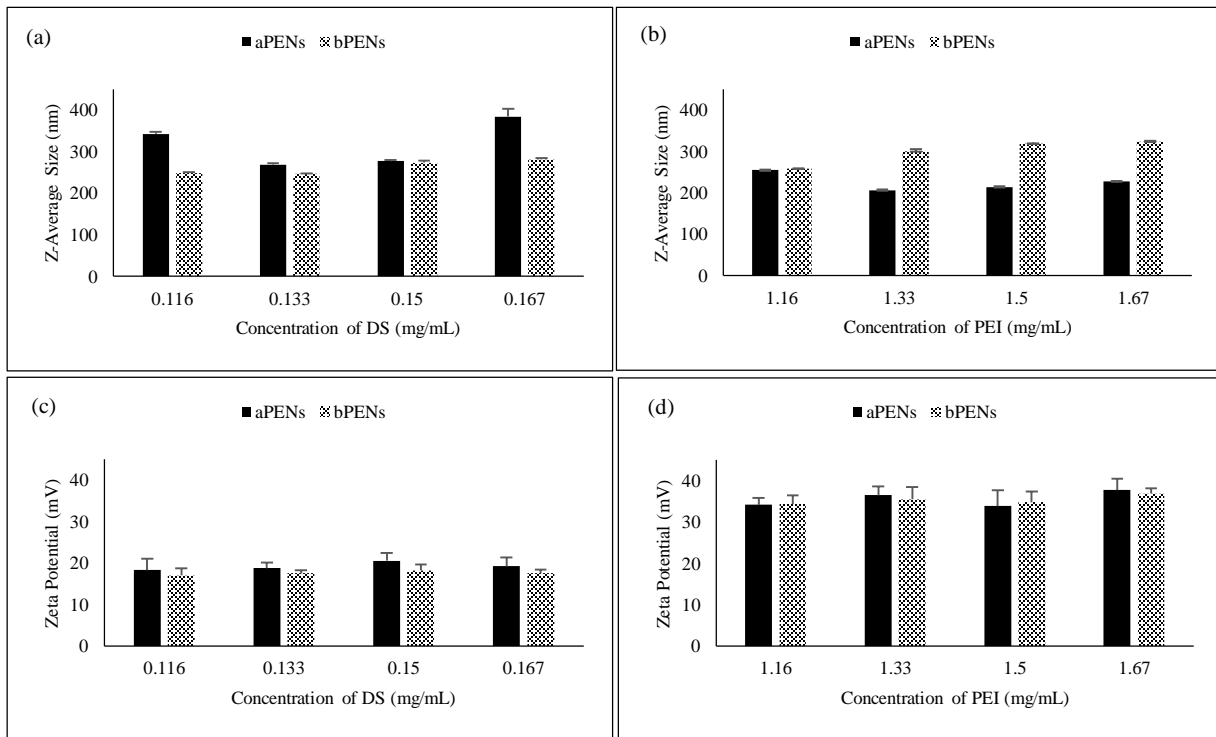 (a)
aPENs bPENs
Z-Average Size (nm)
400
300
200
100
0
0.116 0.133 0.15 0.167
Concentration of DS (mg/mL)
(b)
aPENs bPENs
Z-Average Size (nm)
400
300
200
100
0
1.16 1.33 1.5 1.67
Concentration of PEI (mg/mL)
(c)
aPENs bPENs
Zeta Potential (mV)
40
30
20
10
0
0.116 0.133 0.15 0.167
Concentration of DS (mg/mL)
(d)
aPENs bPENs
Zeta Potential (mV)
40
30
20
10
0
1.16 1.33 1.5 1.67
Concentration of PEI (mg/mL)